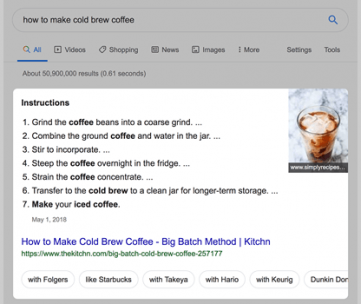 how to make cold brew coffee
All Videos Shopping News Images More Settings Tools
About 50,900,000 results (0.61 seconds)
Instructions
1. Grind the coffee beans into a coarse grind. ...
2. Combine the ground coffee and water in the jar. ...
3. Stir to incorporate. ...
4. Steep the coffee overnight in the fridge. ...
5. Strain the coffee concentrate. ...
6. Transfer to the cold brew to a clean jar for longer-term storage. ...
7. Make your iced coffee.
www.simplyrecipes...
May 1, 2018
How to Make Cold Brew Coffee - Big Batch Method | Kitchn
https://www.thekitchn.com/big-batch-cold-brew-coffee-257177
with Folgers like Starbucks with Takeya with Hario with Keurig Dunkin Don